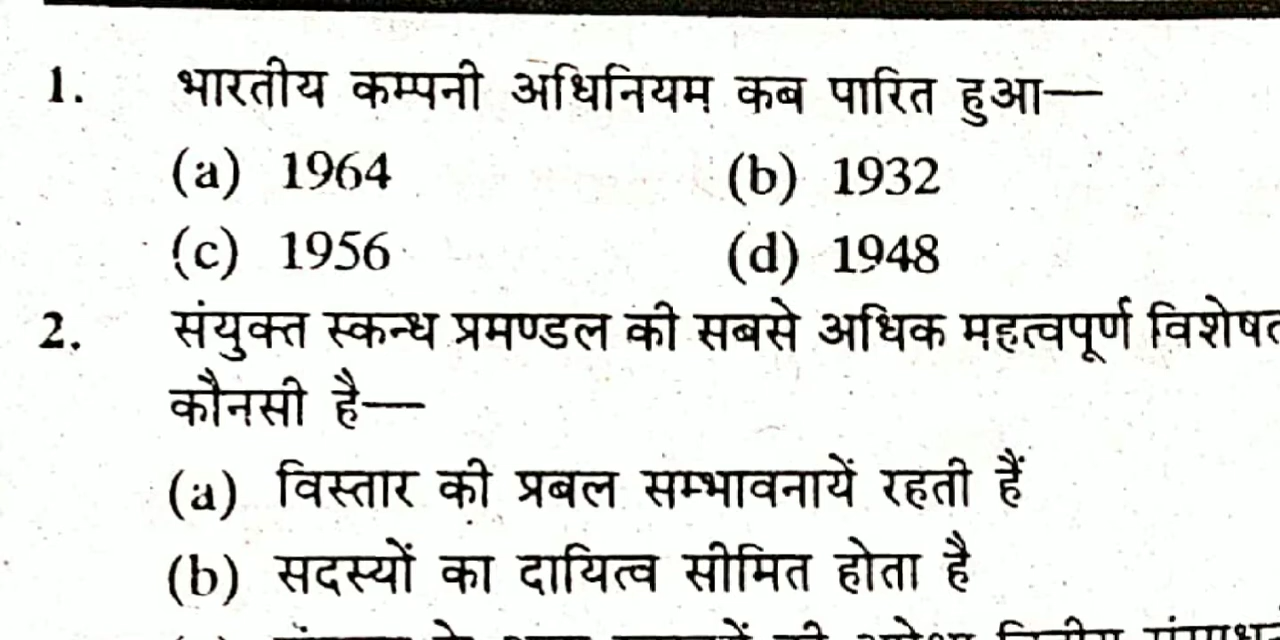 1. भारतीय कम्पनी अधिनियम कब पारित हुआ—
(a) 1964 (b) 1932
(c) 1956 (d) 1948
2. संयुक्त स्कन्ध प्रमण्डल की सबसे अधिक महत्वपूर्ण
कौनसी है—
(a) विस्तार की प्रबल सम्भावनायें रहती हैं
(b) सदस्यों का दायित्व सीमित होता है